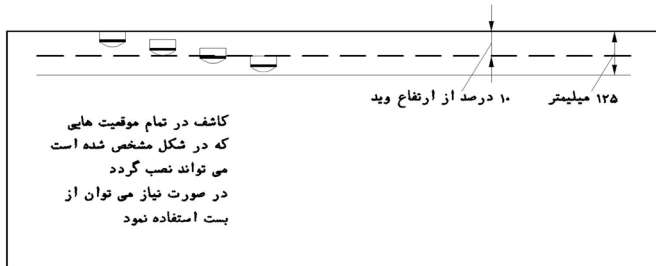 ۱۰ درصد از ارتفاع وید
۱۲۵ میلیمتر
کاشف در تمام موقعیت هایی
که در شکل مشخص شده است
می تواند نصب گردد
در صورت نیاز می توان از
بست استفاده نمود